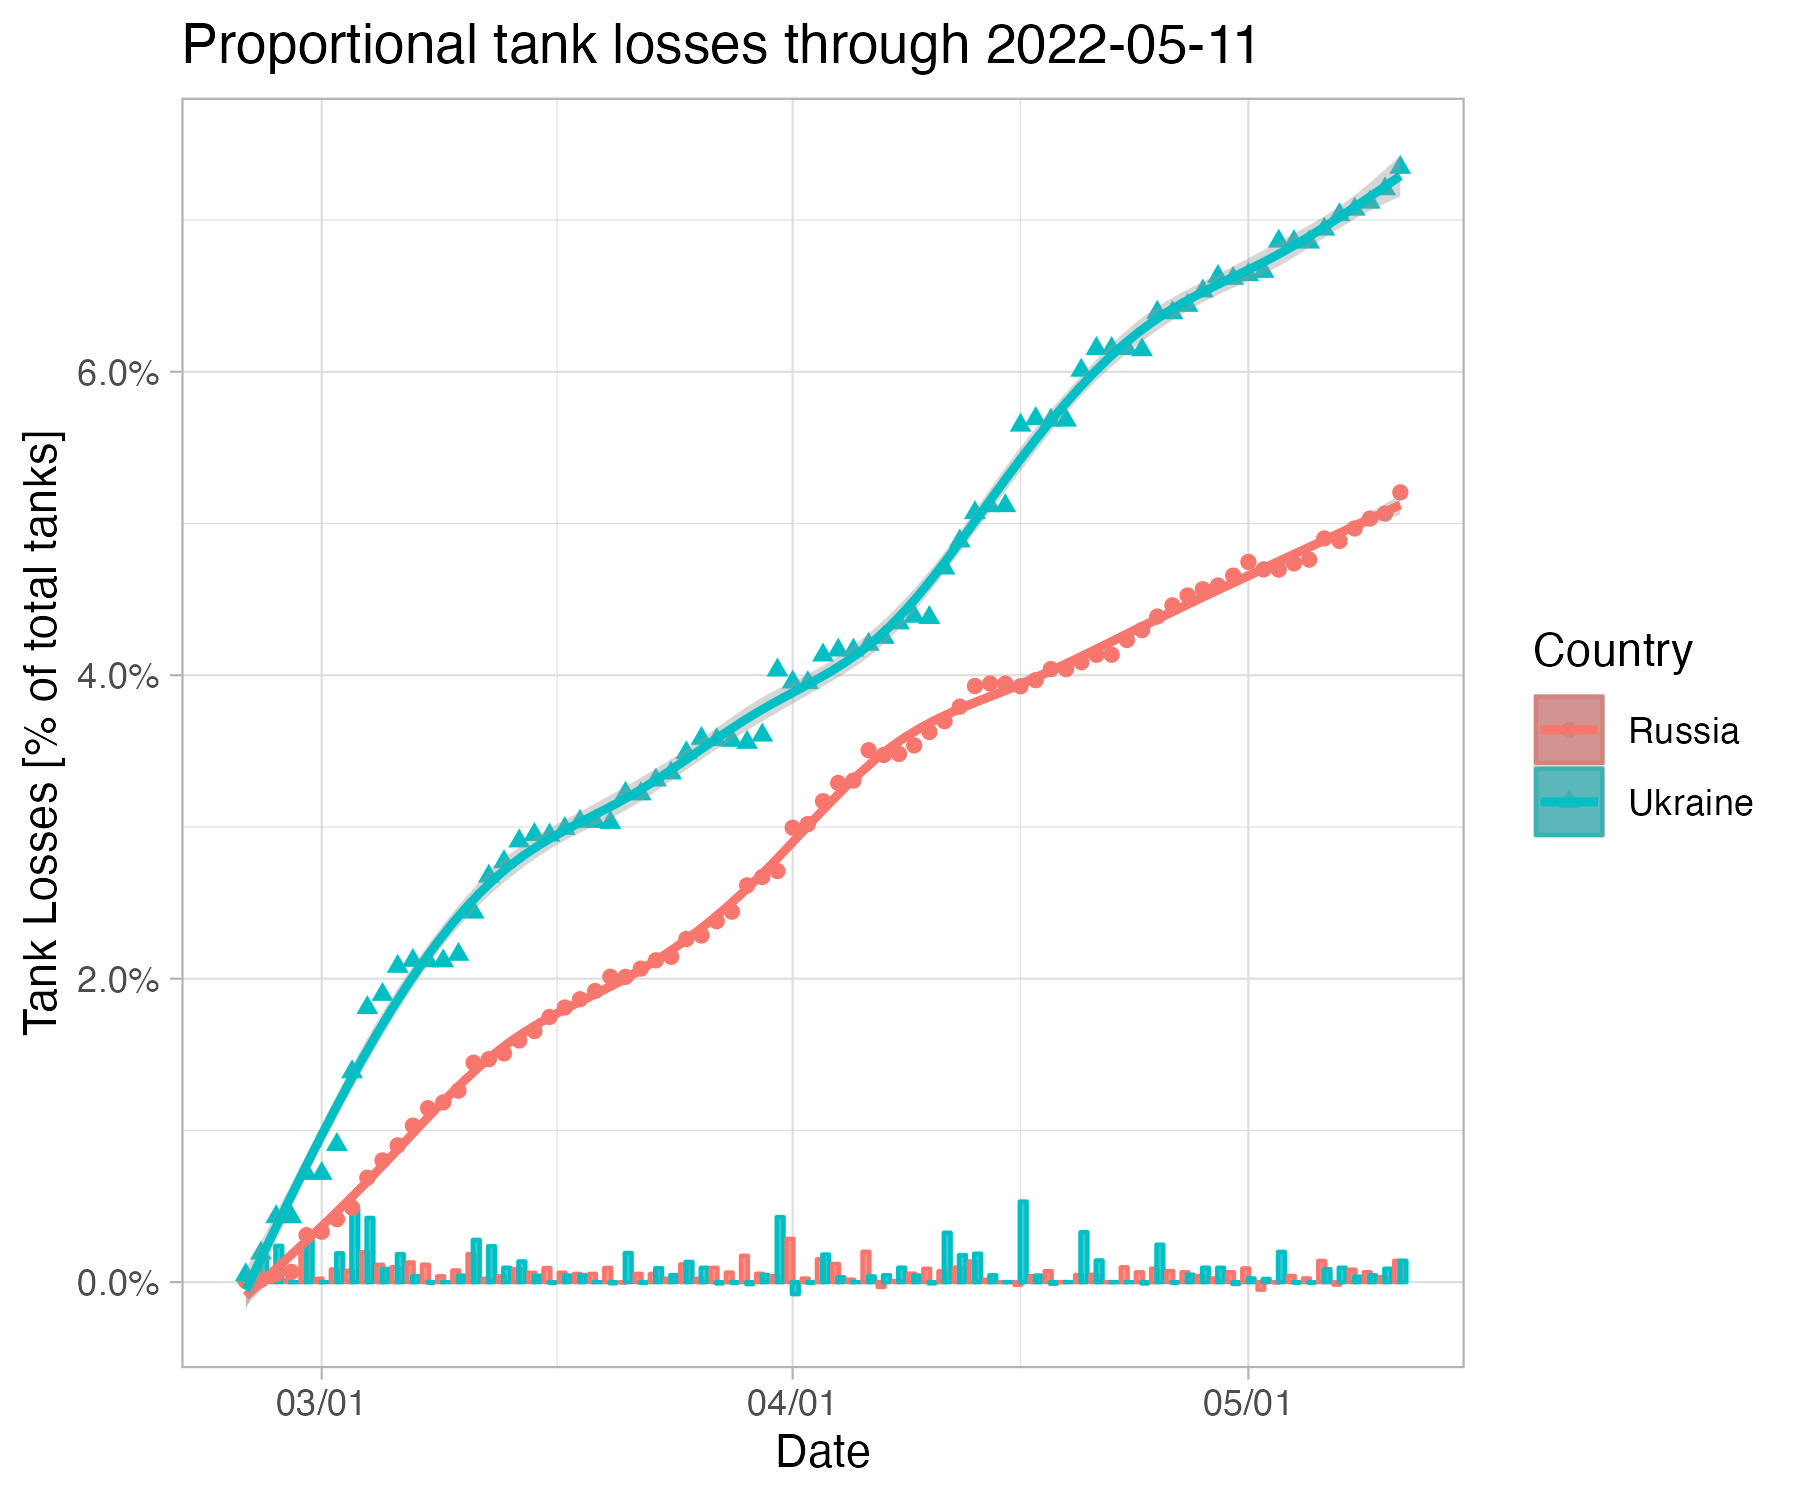 Proportional tank losses through 2022-05-11
Tank Losses [% of total tanks]
6.0%
4.0%
2.0%
0.0%
03/01
04/01
05/01
Date
Country
Russia
Ukraine